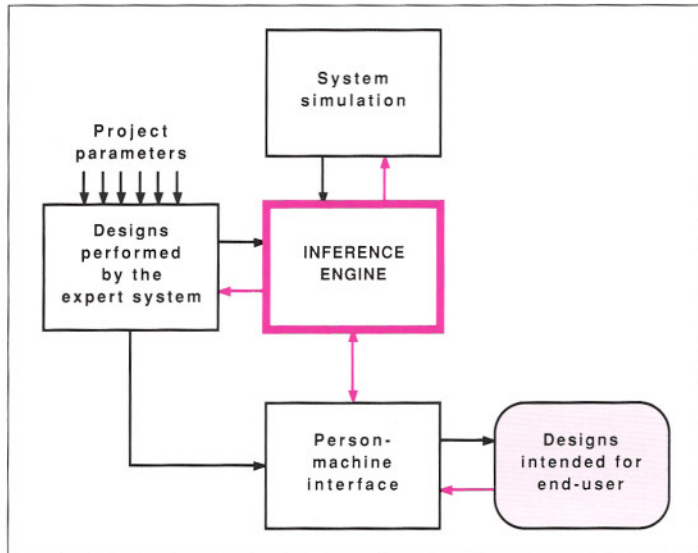 System
simulation
Project
parameters
Designs
performed
by the
expert system
INFERENCE
ENGINE
Person-
machine
interface
Designs
intended for
end-user